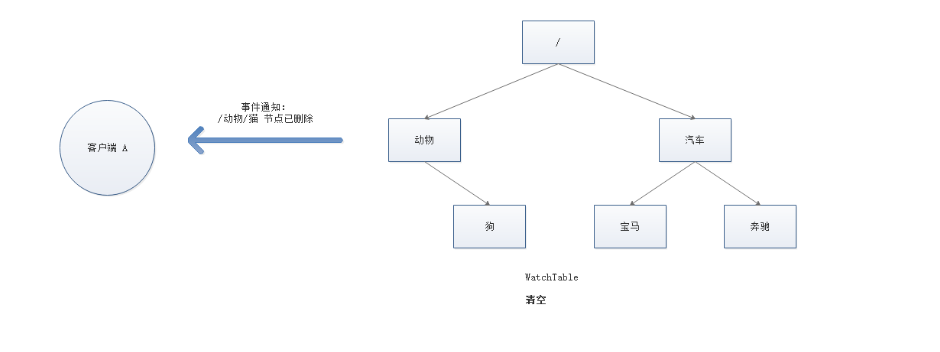 /
事件通知:
/动物/猫 节点已删除
客户端 A
动物
汽车
狗
宝马
奔驰
WatchTable
清空